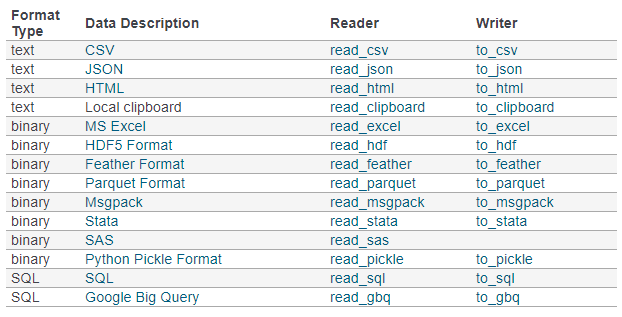 Format
Type Data Description Reader Writer
text CSV read_csv to_csv
text JSON read_json to_json
text HTML read_html to_html
text Local clipboard read_clipboard to_clipboard
binary MS Excel read_excel to_excel
binary HDF5 Format read_hdf to_hdf
binary Feather Format read_feather to_feather
binary Parquet Format read_parquet to_parquet
binary Msgpack read_msgpack to_msgpack
binary Stata read_stata to_stata
binary SAS read_sas
binary Python Pickle Format read_pickle to_pickle
SQL SQL read_sql to_sql
SQL Google Big Query read_gbq to_gbq